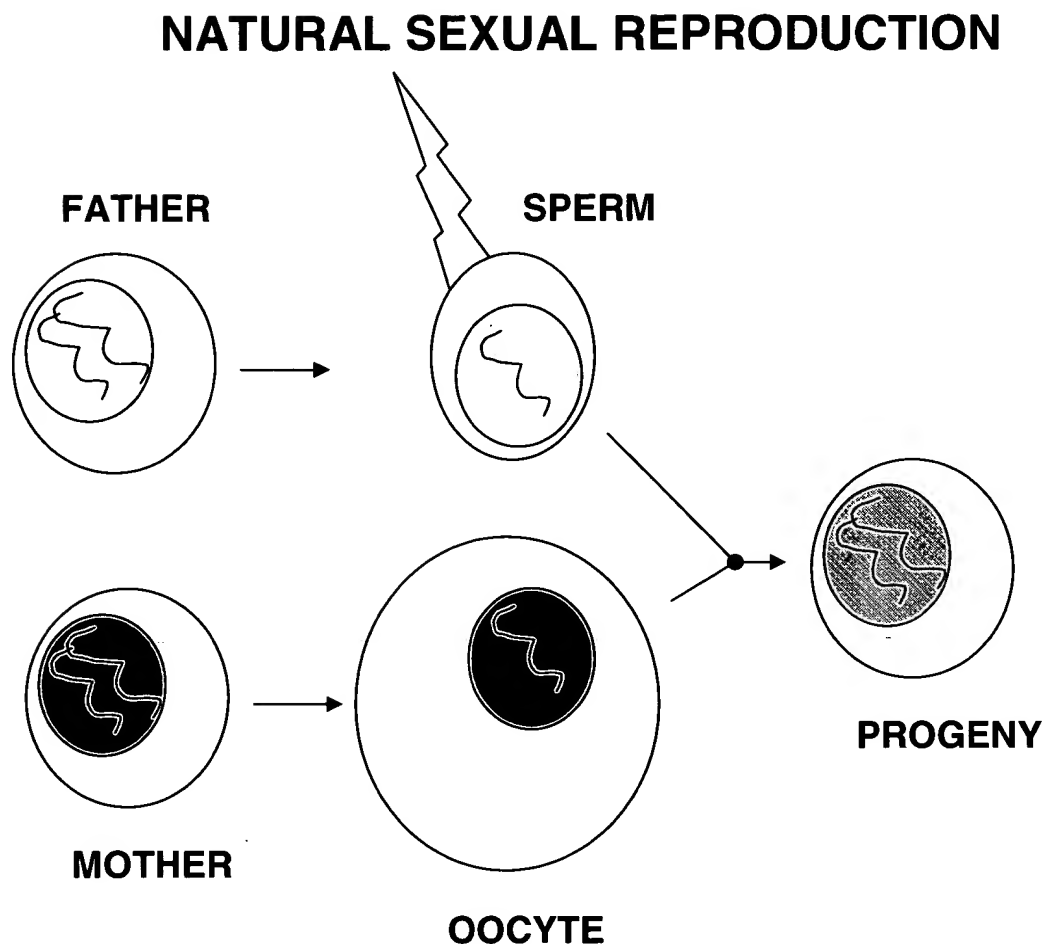 NATURAL SEXUAL REPRODUCTION
FATHER
SPERM
PROGENY
MOTHER
OOCYTE